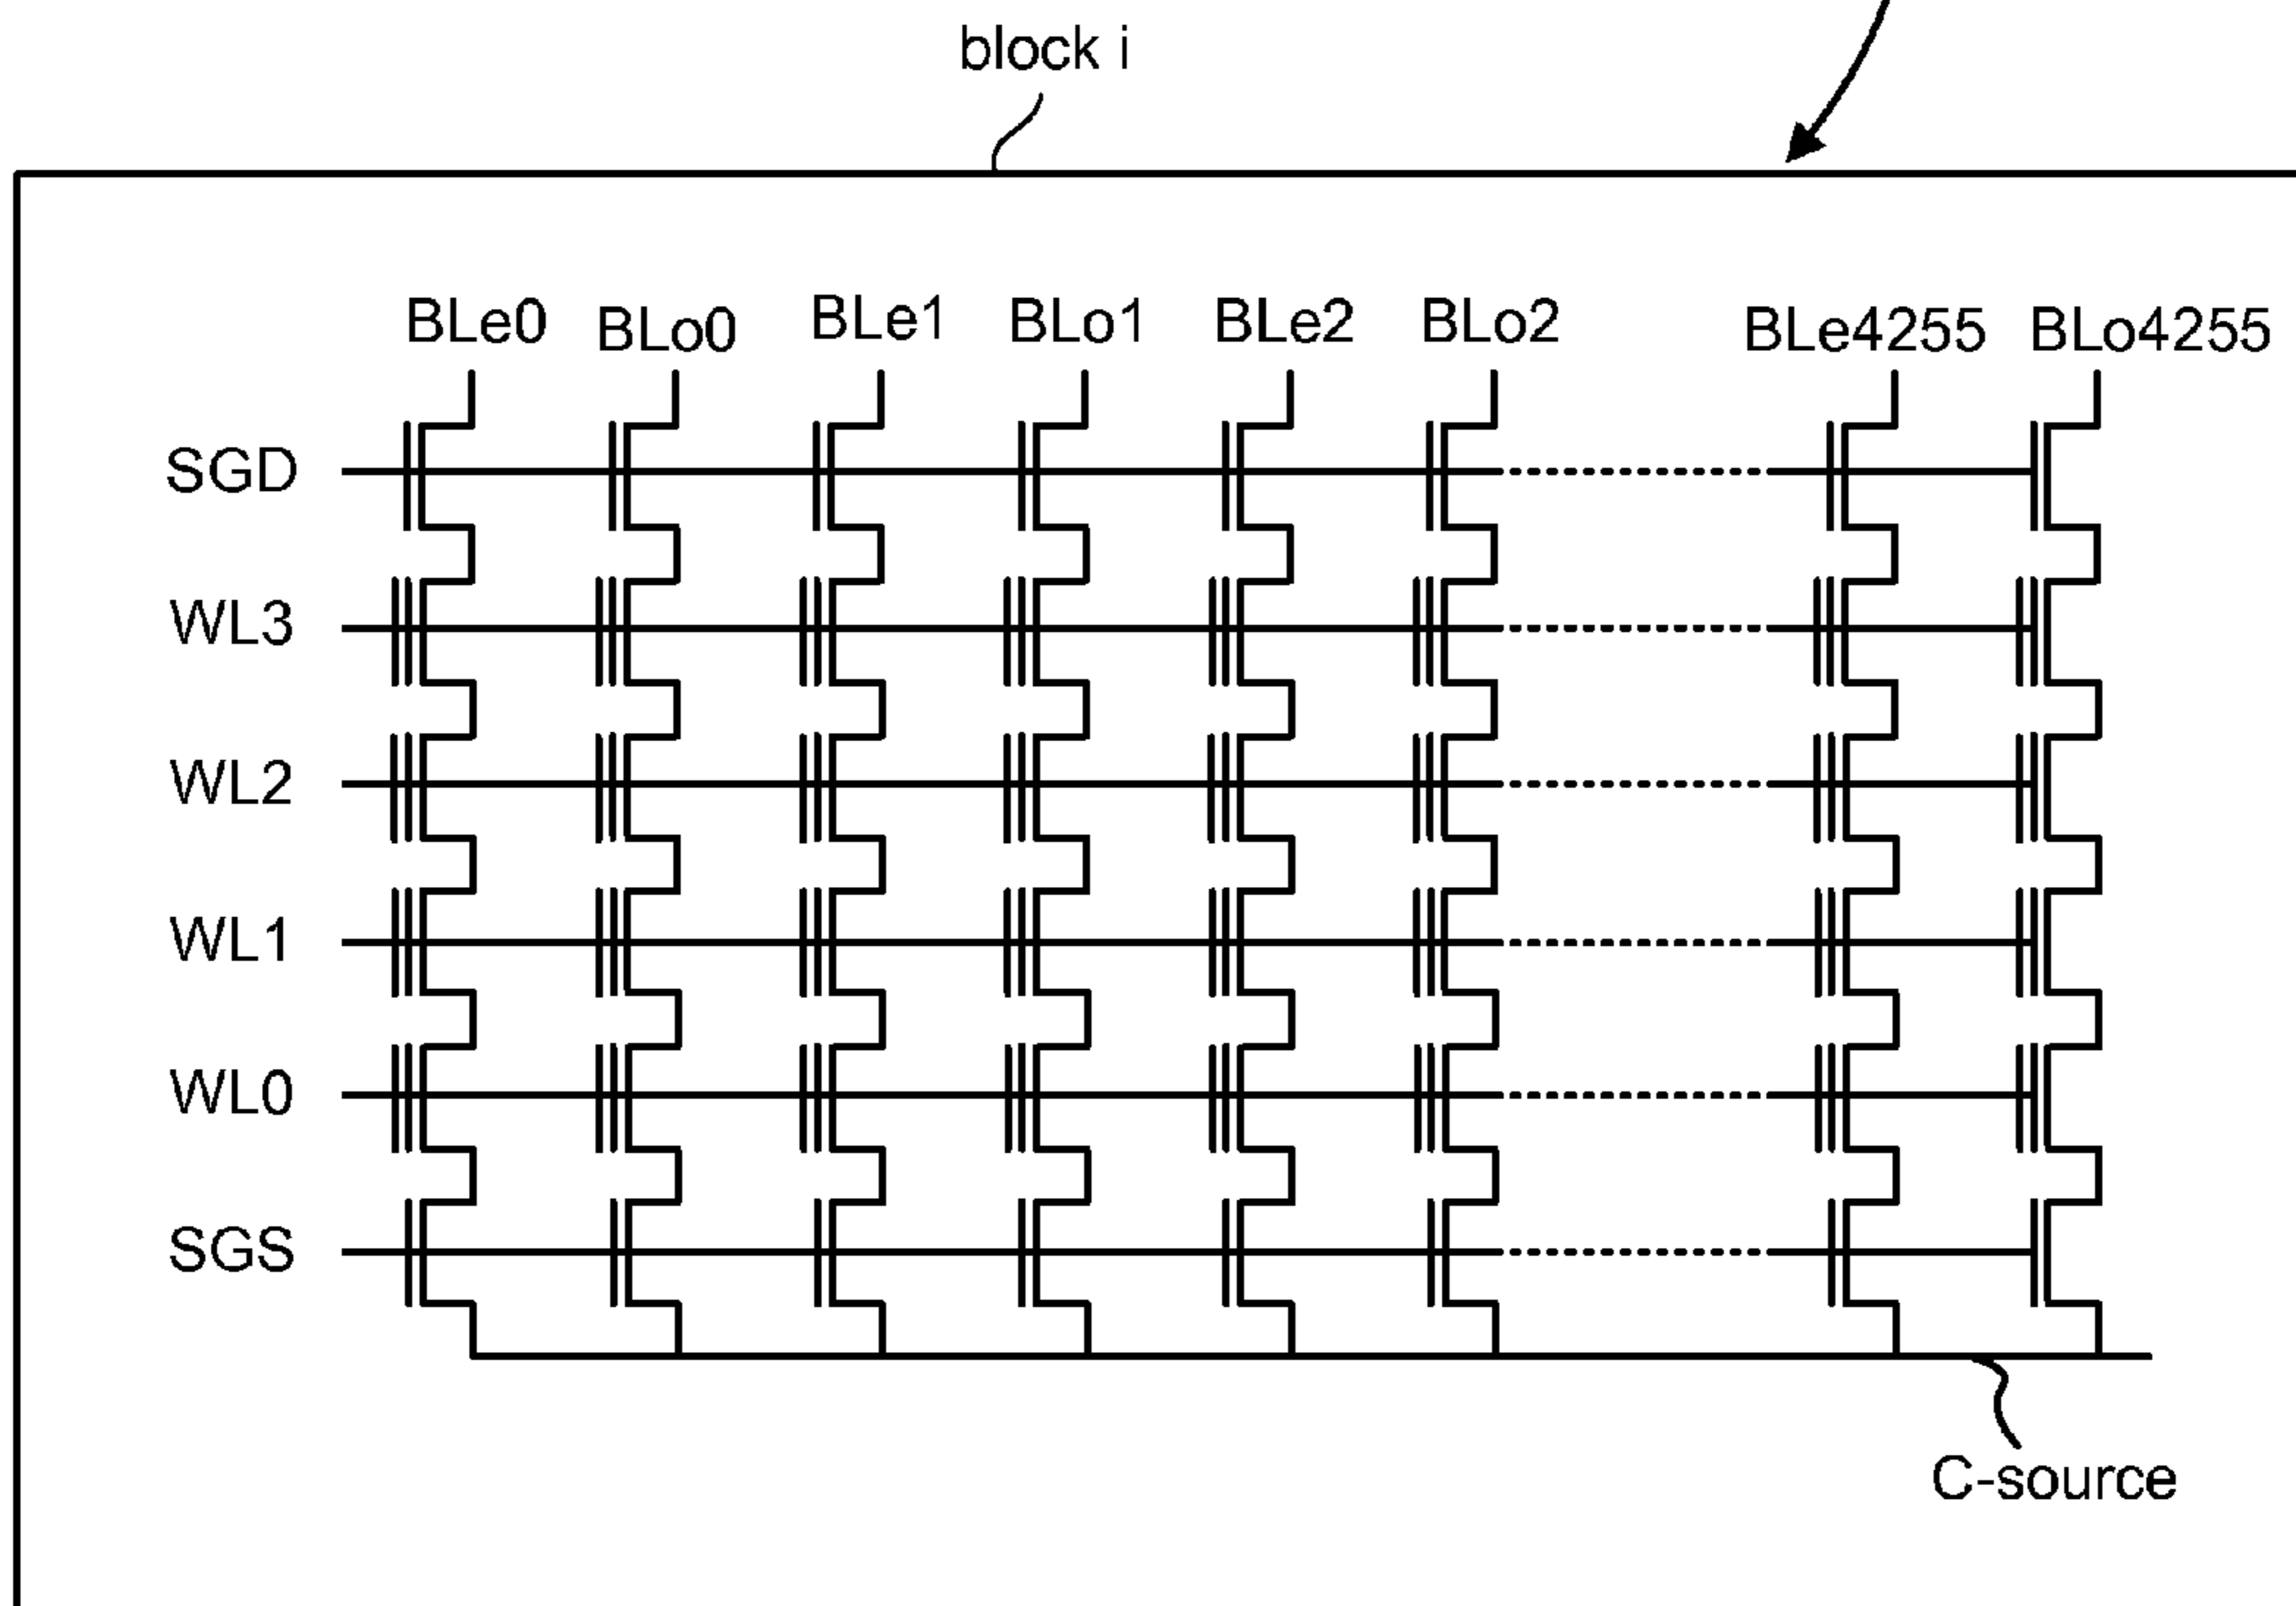 block i
BLe0 BLo0 BLe1 BLo1 BLe2 BLo2 BLe4255 BLo4255
SGD
WL3
WL2
WL1
WL0
SGS
C-source